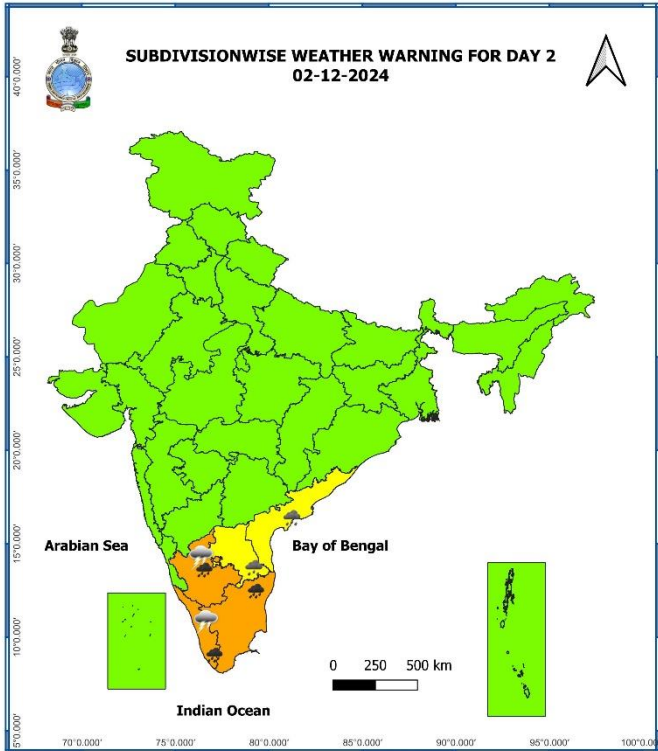 SUBDIVISIONWISE WEATHER WARNING FOR DAY 2
02-12-2024
40°0.000'
35°0.000'
30°0.000'
25°0.000'
20°0.000'
15°0.000'
10°0.000'
5°0.000'
Arabian Sea
Bay of Bengal
0 250 500 km
Indian Ocean
70°0.000' 75°0.000' 80°0.000' 85°0.000' 90°0.000' 95°0.000' 100°0.0